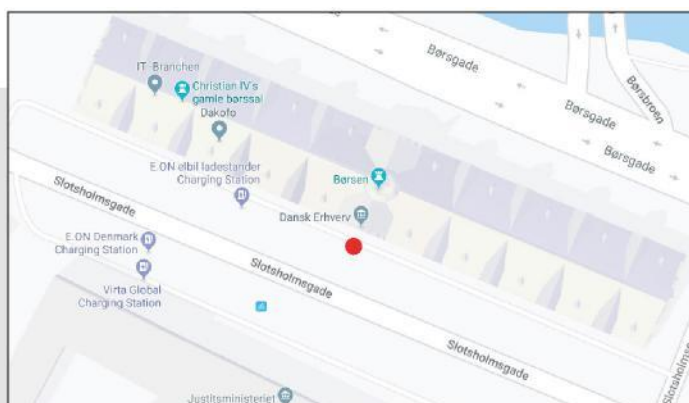 Børsgade
IT-Branchen
Christian IV's
gamle børssal
Dakofo
Børsgade
Børsbroen
Børsgade
E.ON elbil ladestander
Charging Station
Børsen
Slotsholmsgade
Dansk Erhverv
E.ON Denmark
Charging Station
Virta Global
Charging Station
Slotsholmsgade
Slotsholmsgade
Slotsholmsg
Justitsministeriet